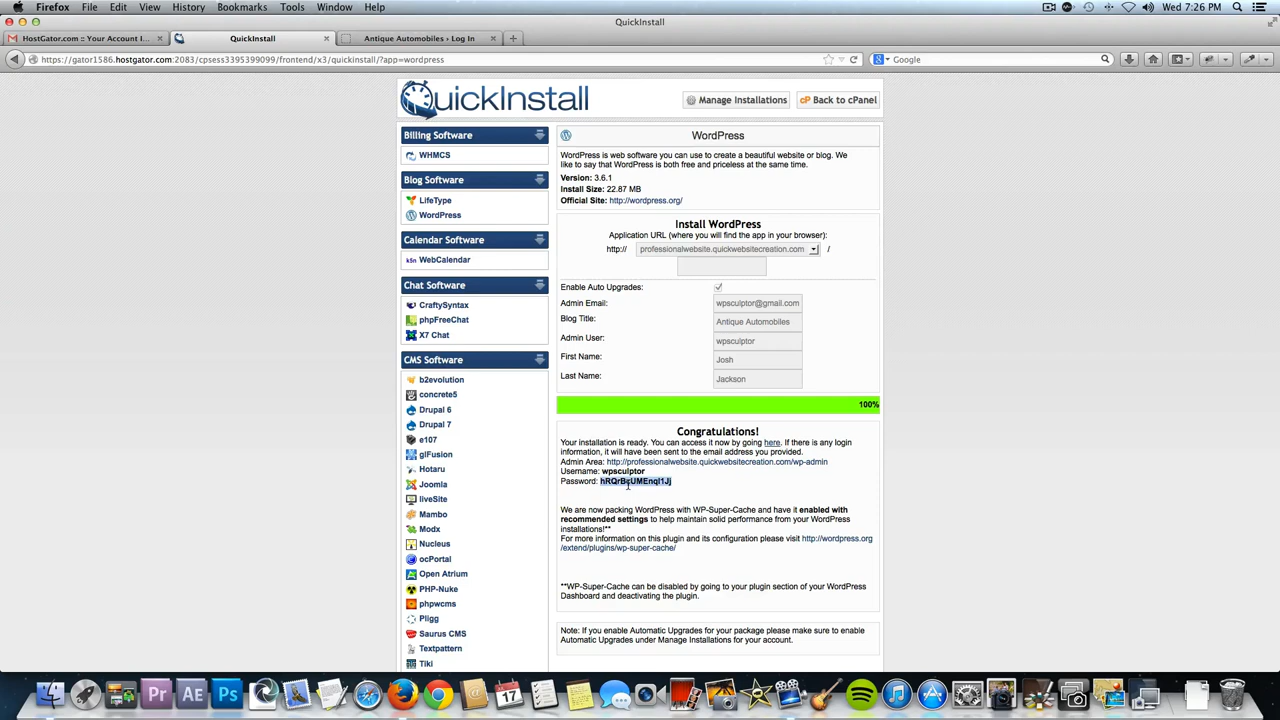 Firefox File Edit View History Bookmarks Tools Window Help Wed 7:26 PM
QuickInstall
HostGator.com :: Your Account I... QuickInstall Antique Automobiles › Log In
https://gator1586.hostgator.com:2083/cpsess3395399099/frontend/x3/quickinstall/?app=wordpress Google
QuickInstall Manage Installations cP Back to cPanel
Billing Software
WHMCS
Blog Software
LifeType
WordPress
Calendar Software
k5n WebCalendar
Chat Software
CraftySyntax
phpFreeChat
X7 Chat
CMS Software
b2evolution
concrete5
Drupal 6
Drupal 7
e107
glFusion
Hotaru
Joomla
liveSite
Mambo
Modx
Nucleus
ocPortal
Open Atrium
PHP-Nuke
phpwcms
Pligg
Saurus CMS
Textpattern
Tiki
WordPress
WordPress is web software you can use to create a beautiful website or blog. We
like to say that WordPress is both free and priceless at the same time.
Version: 3.6.1
Install Size: 22.87 MB
Official Site: http://wordpress.org/
Install WordPress
Application URL (where you will find the app in your browser):
http:// professionalwebsite.quickwebsitecreation.com /
Enable Auto Upgrades:
Admin Email: wpsculptor@gmail.com
Blog Title: Antique Automobiles
Admin User: wpsculptor
First Name: Josh
Last Name: Jackson
100%
Congratulations!
Your installation is ready. You can access it now by going here. If there is any login
information, it will have been sent to the email address you provided.
Admin Area: http://professionalwebsite.quickwebsitecreation.com/wp-admin
Username: wpsculptor
Password:
We are now packing WordPress with WP-Super-Cache and have it enabled with
recommended settings to help maintain solid performance from your WordPress
installations!**
For more information on this plugin and its configuration please visit http://wordpress.org
/extend/plugins/wp-super-cache/
**WP-Super-Cache can be disabled by going to your plugin section of your WordPress
Dashboard and deactivating the plugin.
Note: If you enable Automatic Upgrades for your package please make sure to enable
Automatic Upgrades under Manage Installations for your account.
Pr AE Ps 17